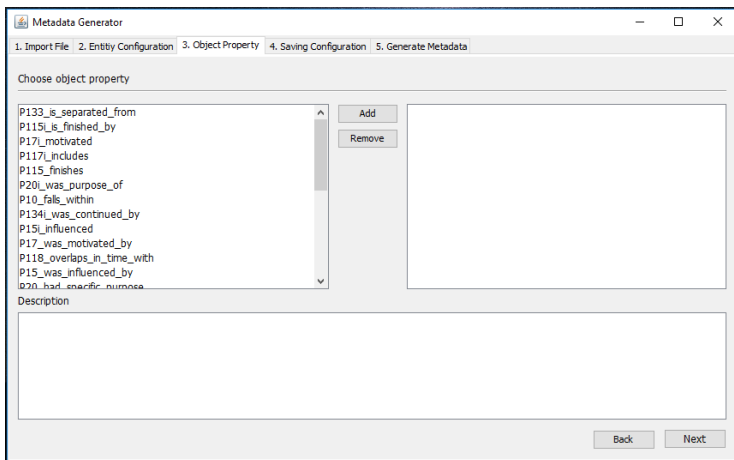 Metadata Generator
1. Import File 2. Entitiy Configuration 3. Object Property 4. Saving Configuration 5. Generate Metadata
Choose object property
P133_is_separated_from
P115i_is_finished_by
P17i_motivated
P117i_includes
P115_finishes
P20i_was_purpose_of
P10_falls_within
P134i_was_continued_by
P15i_influenced
P17_was_motivated_by
P118_overlaps_in_time_with
P15_was_influenced_by
P20_had_specific_purpose
Add
Remove
Description
Back Next